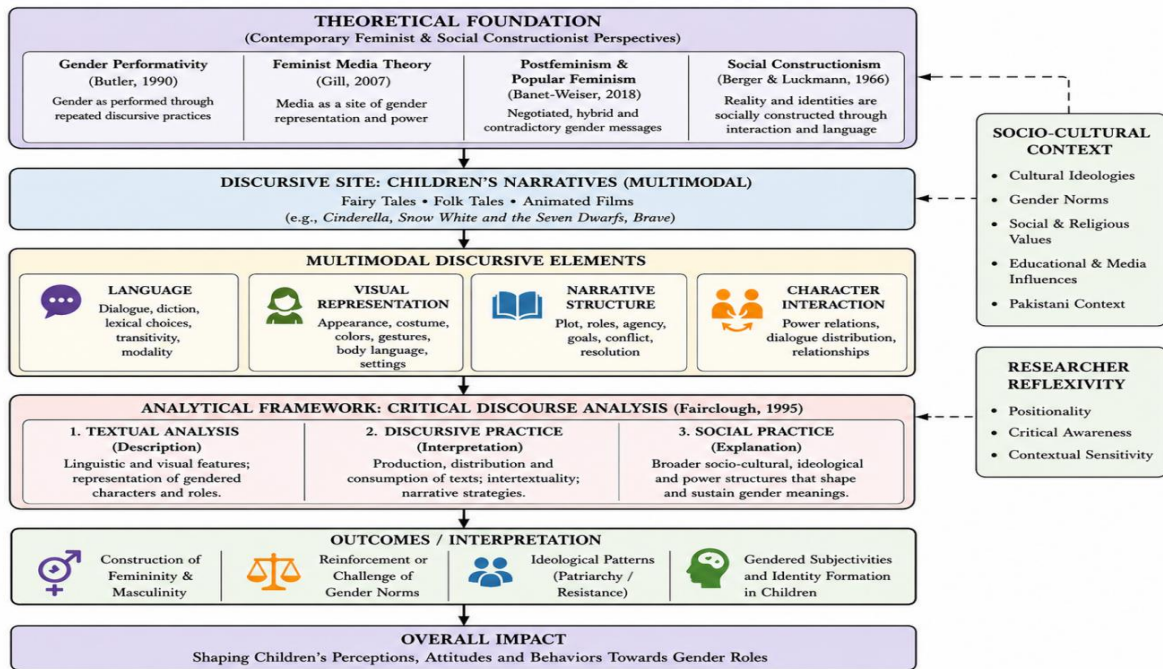 THEORETICAL FOUNDATION
(Contemporary Feminist & Social Constructionist Perspectives)
Gender Performativity
(Butler, 1990)
Gender as performed through
repeated discursive practices
Feminist Media Theory
(Gill, 2007)
Media as a site of gender
representation and power
Postfeminism &
Popular Feminism
(Banet-Weiser, 2018)
Negotiated, hybrid and
contradictory gender messages
Social Constructionism
(Berger & Luckmann, 1966)
Reality and identities are
socially constructed through
interaction and language
DISCURSIVE SITE: CHILDREN'S NARRATIVES (MULTIMODAL)
Fairy Tales • Folk Tales • Animated Films
(e.g., Cinderella, Snow White and the Seven Dwarfs, Brave)
MULTIMODAL DISCURSIVE ELEMENTS
LANGUAGE
Dialogue, diction,
lexical choices,
transitivity,
modality
VISUAL
REPRESENTATION
Appearance, costume,
colors, gestures,
body language,
settings
NARRATIVE
STRUCTURE
Plot, roles, agency,
goals, conflict,
resolution
CHARACTER
INTERACTION
Power relations,
dialogue distribution,
relationships
ANALYTICAL FRAMEWORK: CRITICAL DISCOURSE ANALYSIS (Fairclough, 1995)
1. TEXTUAL ANALYSIS
(Description)
Linguistic and visual features;
representation of gendered
characters and roles.
2. DISCURSIVE PRACTICE
(Interpretation)
Production, distribution and
consumption of texts; intertextuality;
narrative strategies.
3. SOCIAL PRACTICE
(Explanation)
Broader socio-cultural, ideological
and power structures that shape
and sustain gender meanings.
OUTCOMES / INTERPRETATION
Construction of
Femininity &
Masculinity
Reinforcement or
Challenge of
Gender Norms
Ideological Patterns
(Patriarchy /
Resistance)
Gendered Subjectivities
and Identity Formation
in Children
OVERALL IMPACT
Shaping Children's Perceptions, Attitudes and Behaviors Towards Gender Roles
SOCIO-CULTURAL
CONTEXT
• Cultural Ideologies
• Gender Norms
• Social & Religious
Values
• Educational & Media
Influences
• Pakistani Context
RESEARCHER
REFLEXIVITY
• Positionality
• Critical Awareness
• Contextual Sensitivity